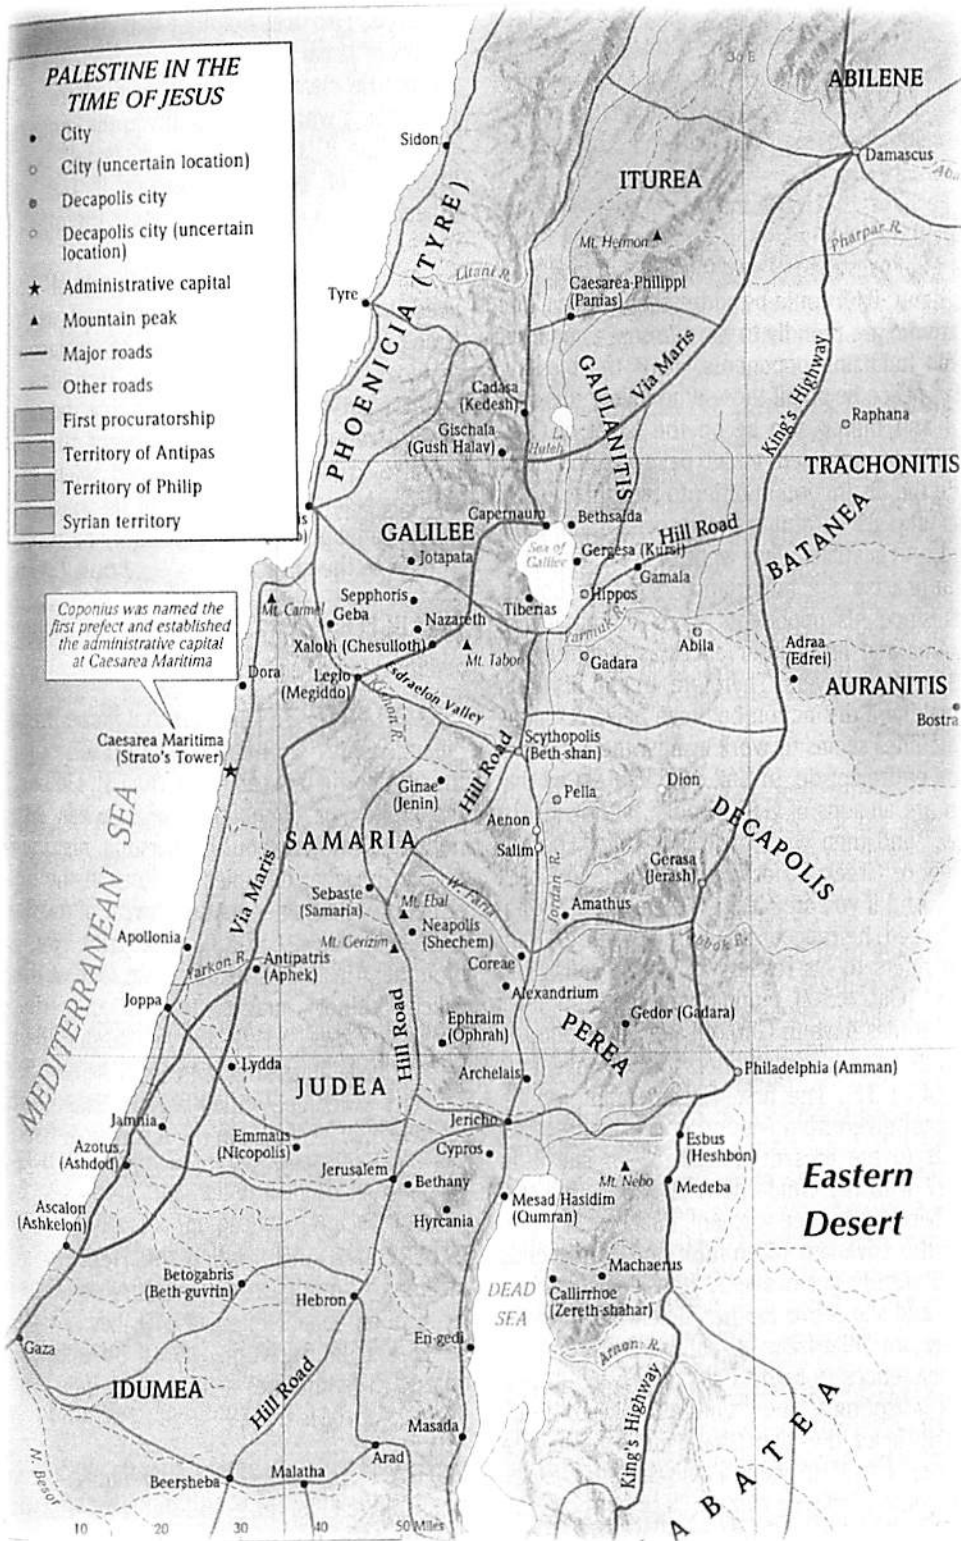 PALESTINE IN THE
TIME OF JESUS
City
City (uncertain location)
Decapolis city
Decapolis city (uncertain
location)
Administrative capital
Mountain peak
Major roads
Other roads
First procuratorship
Territory of Antipas
Territory of Philip
Syrian territory
Coponius was named the
first prefect and established
the administrative capital
at Caesarea Maritima
ABILENE
Sidon
Damascus
ITUREA
Mt. Hermon
Pharpar R.
PHOENICIA (TYRE)
Litani R.
Tyre
Caesarea-Philippi
(Panias)
Via Maris
GAULANITIS
King's Highway
Cadasa
(Kedesh)
Gischala
(Gush Halav)
L.
Huleh
Raphana
TRACHONITIS
BATANEA
GALILEE
Capernaum
Bethsaida
Hill Road
Jotapata
Sea of
Galilee
Gergesa (Kursi)
Gamala
Mt. Carmel
Sepphoris
Geba
Nazareth
Tiberias
Hippos
Yarmuk R.
Xaloth (Chesulloth)
Mt. Tabor
Gadara
Abila
Adraa
(Edrei)
Dora
Legio
(Megiddo)
Esdraelon Valley
Kishon R.
AURANITIS
Bostra
Caesarea Maritima
(Strato's Tower)
Scythopolis
(Beth-shan)
Hill Road
Ginae
(Jenin)
Pella
Dion
DECAPOLIS
SAMARIA
Aenon
Salim
Jordan R.
Gerasa
(Jerash)
MEDITERRANEAN SEA
Via Maris
Sebaste
(Samaria)
Mt. Ebal
W. Faria
Amathus
Neapolis
(Shechem)
Mt. Gerizim
Apollonia
Yarkon R.
Antipatris
(Aphek)
Coreae
Alexandrium
Joppa
Hill Road
Ephraim
(Ophrah)
PEREA
Gedor (Gadara)
Lydda
JUDEA
Archelais
Philadelphia (Amman)
Jamnia
Emmaus
(Nicopolis)
Jericho
Cypros
Esbus
(Heshbon)
Azotus
(Ashdod)
Jerusalem
Bethany
Mt. Nebo
Medeba
Eastern
Desert
Ascalon
(Ashkelon)
Hyrcania
Mesad Hasidim
(Qumran)
Betogabris
(Beth-guvrin)
Hebron
DEAD
SEA
Machaerus
Callirrhoe
(Zereth-shahar)
Gaza
En-gedi
Arnon R.
IDUMEA
Hill Road
King's Highway
Masada
N. Besor
Beersheba
Malatha
Arad
ABATEA
10 20 30 40 50 Miles